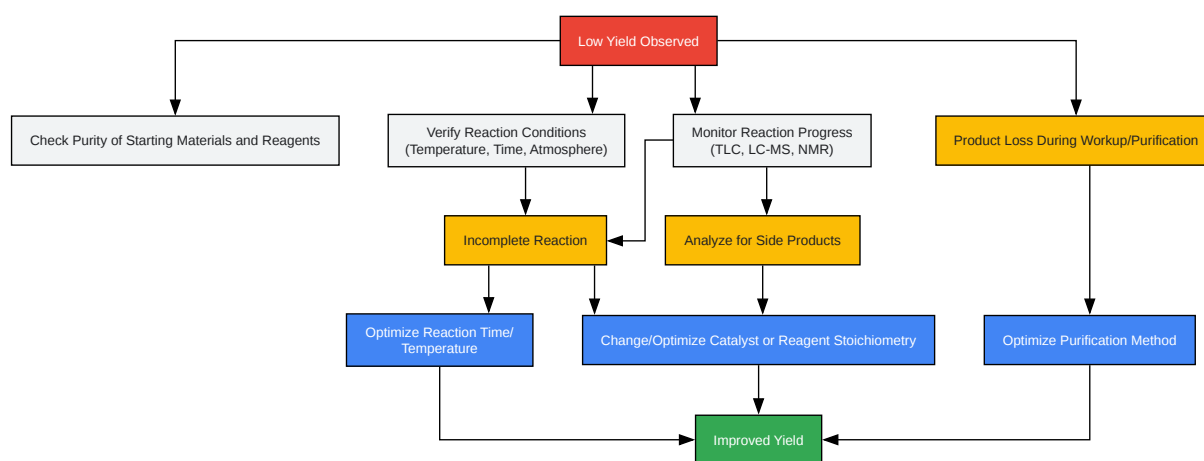 Low Yield Observed
Check Purity of Starting Materials and Reagents
Verify Reaction Conditions
(Temperature, Time, Atmosphere)
Monitor Reaction Progress
(TLC, LC-MS, NMR)
Product Loss During Workup/Purification
Incomplete Reaction
Analyze for Side Products
Optimize Reaction Time/
Temperature
Change/Optimize Catalyst or Reagent Stoichiometry
Optimize Purification Method
Improved Yield